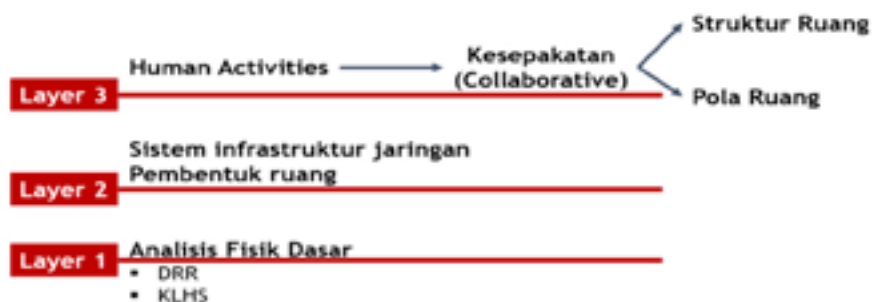 Struktur Ruang
Human Activities
Kesepakatan
(Collaborative)
Layer 3
Pola Ruang
Sistem infrastruktur jaringan
Pembentuk ruang
Layer 2
Analisis Fisik Dasar
Layer 1
▪ DRR
▪ KLHS